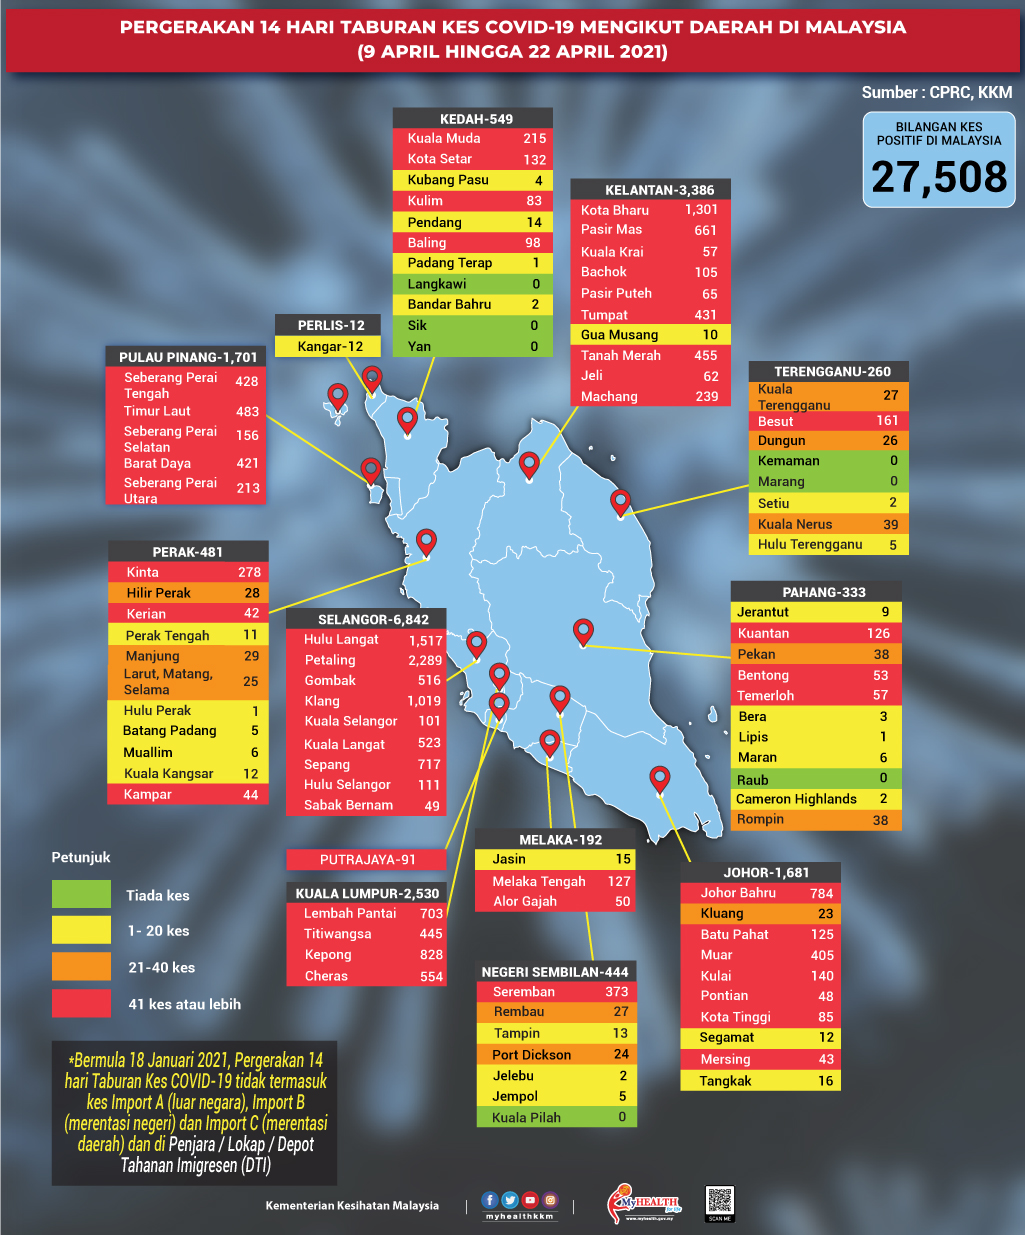 PERGERAKAN 14 HARI TABURAN KES COVID-19 MENGIKUT DAERAH DI MALAYSIA
(9 APRIL HINGGA 22 APRIL 2021)
Sumber : CPRC, KKM
BILANGAN KES
POSITIF DI MALAYSIA
27,508
KEDAH-549
Kuala Muda 215
Kota Setar 132
Kubang Pasu 4
Kulim 83
Pendang 14
Baling 98
Padang Terap 1
Langkawi 0
Bandar Bahru 2
Sik 0
Yan 0
KELANTAN-3,386
Kota Bharu 1,301
Pasir Mas 661
Kuala Krai 57
Bachok 105
Pasir Puteh 65
Tumpat 431
Gua Musang 10
Tanah Merah 455
Jeli 62
Machang 239
PERLIS-12
Kangar-12
PULAU PINANG-1,701
Seberang Perai 428
Tengah
Timur Laut 483
Seberang Perai 156
Selatan
Barat Daya 421
Seberang Perai 213
Utara
TERENGGANU-260
Kuala 27
Terengganu
Besut 161
Dungun 26
Kemaman 0
Marang 0
Setiu 2
Kuala Nerus 39
Hulu Terengganu 5
PERAK-481
Kinta 278
Hilir Perak 28
Kerian 42
Perak Tengah 11
Manjung 29
Larut, Matang, 25
Selama
Hulu Perak 1
Batang Padang 5
Muallim 6
Kuala Kangsar 12
Kampar 44
SELANGOR-6,842
Hulu Langat 1,517
Petaling 2,289
Gombak 516
Klang 1,019
Kuala Selangor 101
Kuala Langat 523
Sepang 717
Hulu Selangor 111
Sabak Bernam 49
PAHANG-333
Jerantut 9
Kuantan 126
Pekan 38
Bentong 53
Temerloh 57
Bera 3
Lipis 1
Maran 6
Raub 0
Cameron Highlands 2
Rompin 38
PUTRAJAYA-91
KUALA LUMPUR-2,530
Lembah Pantai 703
Titiwangsa 445
Kepong 828
Cheras 554
MELAKA-192
Jasin 15
Melaka Tengah 127
Alor Gajah 50
NEGERI SEMBILAN-444
Seremban 373
Rembau 27
Tampin 13
Port Dickson 24
Jelebu 2
Jempol 5
Kuala Pilah 0
JOHOR-1,681
Johor Bahru 784
Kluang 23
Batu Pahat 125
Muar 405
Kulai 140
Pontian 48
Kota Tinggi 85
Segamat 12
Mersing 43
Tangkak 16
Petunjuk
Tiada kes
1- 20 kes
21-40 kes
41 kes atau lebih
*Bermula 18 Januari 2021, Pergerakan 14
hari Taburan Kes COVID-19 tidak termasuk
kes Import A (luar negara), Import B
(merentasi negeri) dan Import C (merentasi
daerah) dan di Penjara / Lokap / Depot
Tahanan Imigresen (DTI)
Kementerian Kesihatan Malaysia
myhealthkkm
MyHEALTH
for life
www.myhealth.gov.my
SCAN ME